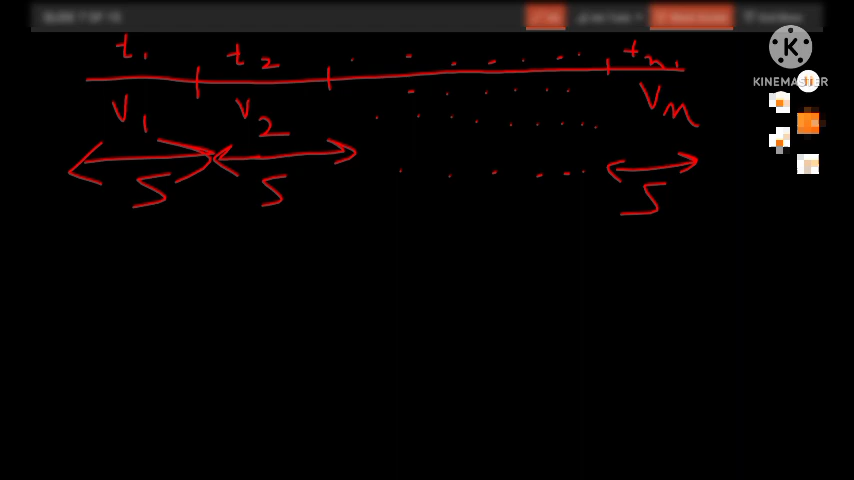 t₁ t₂ . . . . . . . tₙ
V₁ V₂ . . . . . . Vₙ
S S . . . . . S
KINEMASTER